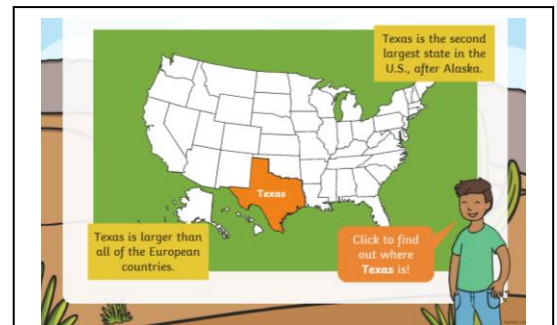 Texas is the second
largest state in the
U.S., after Alaska.
Texas
Texas is larger than
all of the European
countries.
Click to find
out where
Texas is!